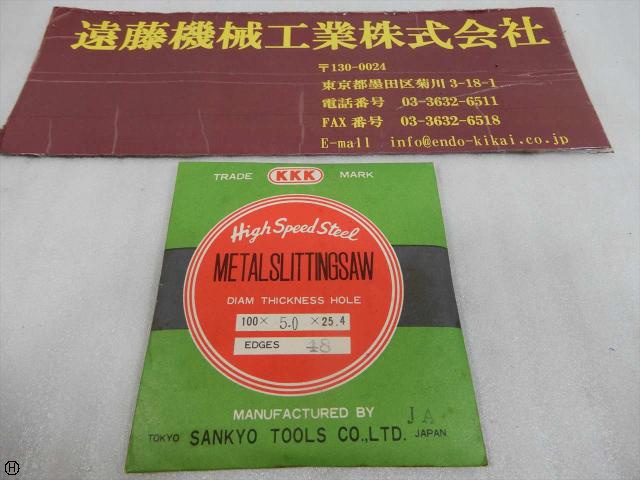 遠藤機械工業株式会社
〒130-0024
東京都墨田区菊川3-18-1
電話番号 03-3632-6511
FAX番号 03-3632-6518
E-mall info@endo-kikai.co.jp
TRADE KKK MARK
High Speed Steel
METALSLITTINGSAW
DIAM THICKNESS HOLE
100× 5.0 ×25.4
EDGES 48
MANUFACTURED BY JA
TOKYO SANKYO TOOLS CO.,LTD. JAPAN
H